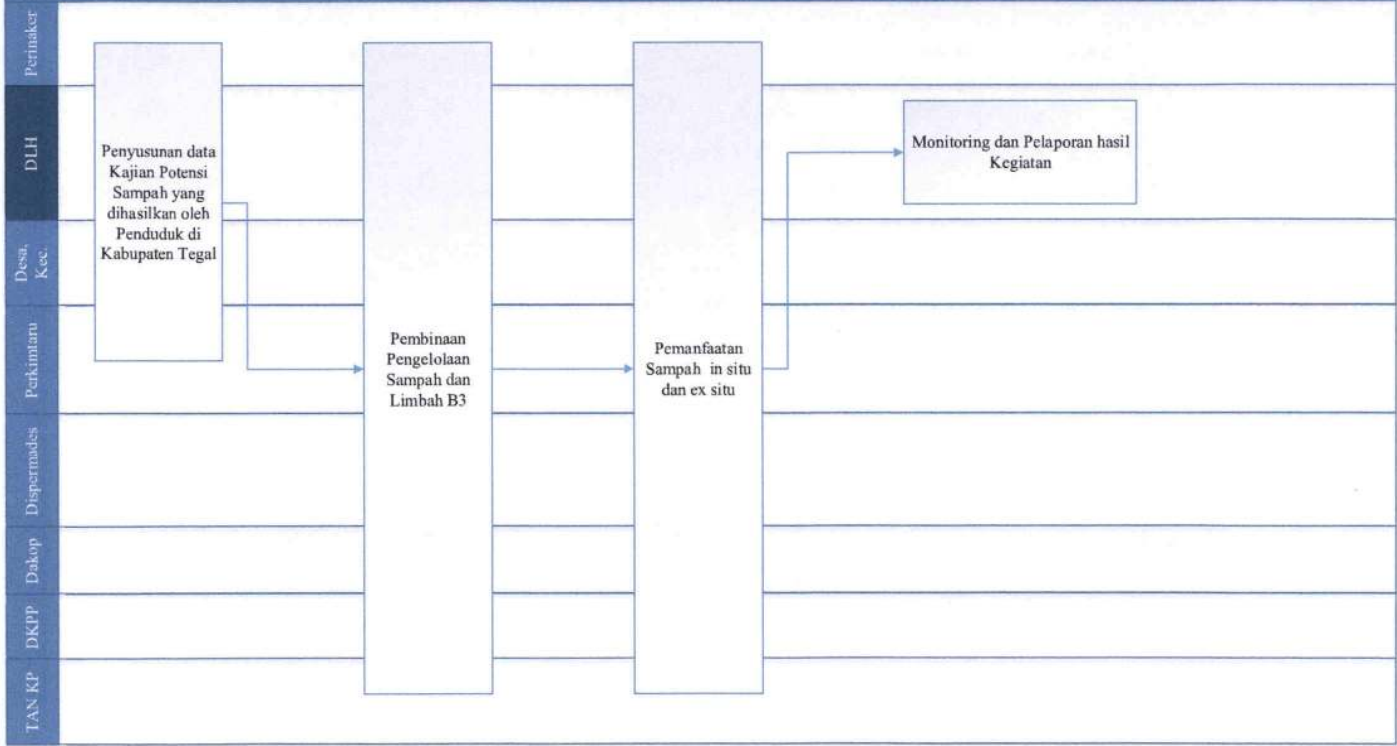 Perinaker
DLH
Desa,
Kec.
Perkimtaru
Dispermades
Dakop
DKPP
TAN KP
Penyusunan data
Kajian Potensi
Sampah yang
dihasilkan oleh
Penduduk di
Kabupaten Tegal
Pembinaan
Pengelolaan
Sampah dan
Limbah B3
Pemanfaatan
Sampah in situ
dan ex situ
Monitoring dan Pelaporan hasil
Kegiatan